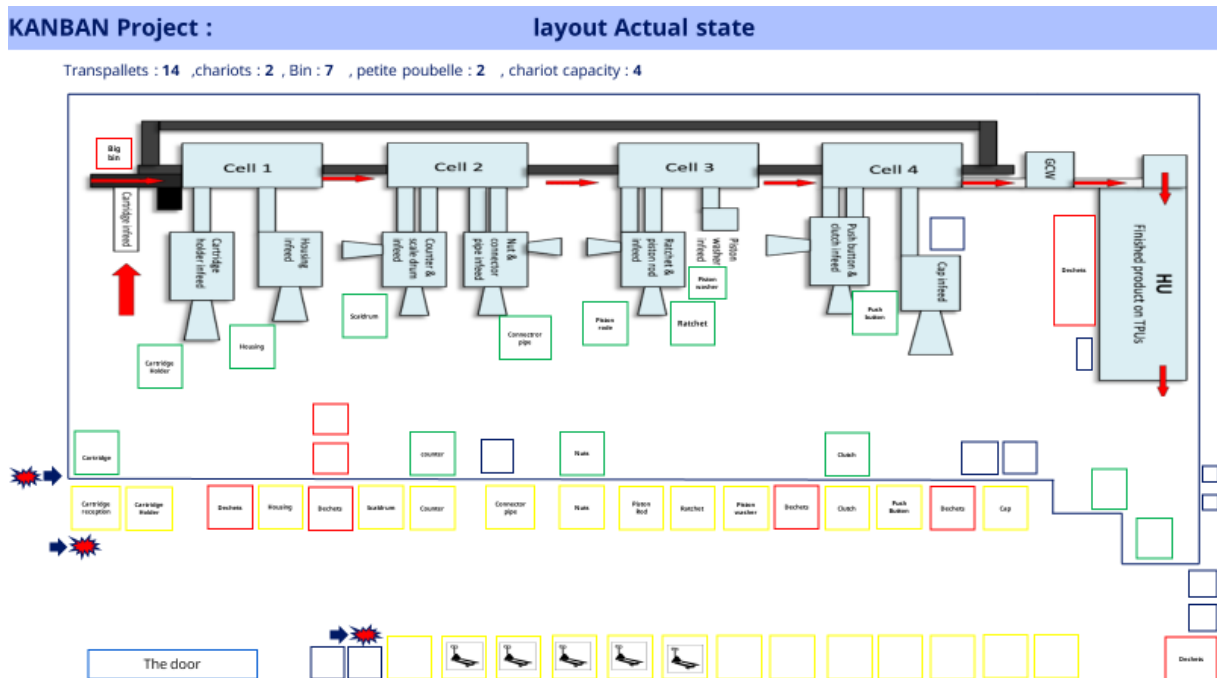 KANBAN Project : layout Actual state
Transpallets : 14 ,chariots : 2 , Bin : 7 , petite poubelle : 2 , chariot capacity : 4
Big
bin
Cell 1
Cell 2
Cell 3
Cell 4
GCW
Cartridge infeed
Cartridge
holder infeed
Housing
infeed
Counter &
scale drum
infeed
Nut &
connector
pipe infeed
Ratchet &
piston rod
infeed
Piston
washer
infeed
Push button &
clutch infeed
Cap infeed
Dechets
HU
Finished product on TPUs
Cartridge
Holder
Housing
Scaldrum
Connectror
pipe
Piston
rode
Ratchet
Piston
washer
Push
button
Cartridge
counter
Nuts
Clutch
Cartridge
reception
Cartridge
Holder
Dechets
Housing
Dechets
Scaldrum
Counter
Connector
pipe
Nuts
Piston
Rod
Ratchet
Piston
washer
Dechets
Clutch
Push
Button
Dechets
Cap
The door
Dechets